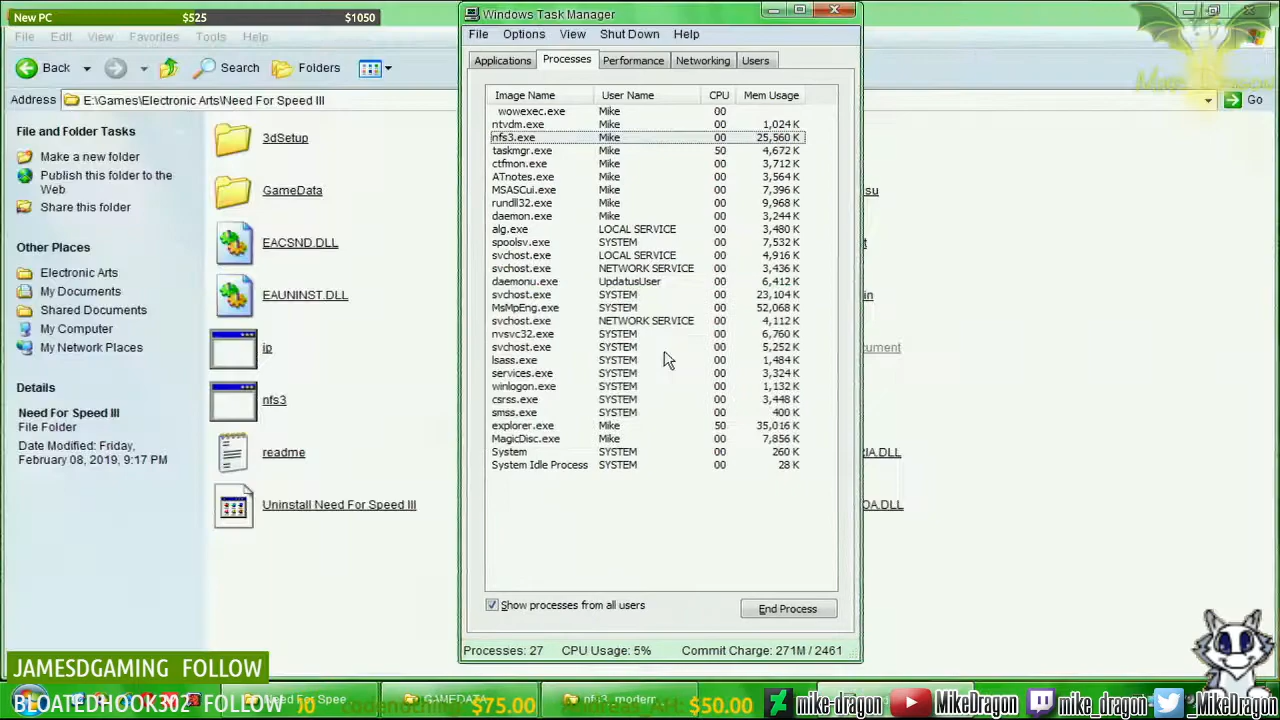 New PC $525 $1050
Windows Task Manager
File Edit View Favorites Tools Help
File Options View Shut Down Help
Back Search Folders
Applications Processes Performance Networking Users
Address E:\Games\Electronic Arts\Need For Speed III Go
Image Name User Name CPU Mem Usage
wowexec.exe Mike 00
ntvdm.exe Mike 00 1,024 K
nfs3.exe Mike 00 25,560 K
taskmgr.exe Mike 50 4,672 K
ctfmon.exe Mike 00 3,712 K
ATnotes.exe Mike 00 3,564 K
MSASCui.exe Mike 00 7,396 K
rundll32.exe Mike 00 9,968 K
daemon.exe Mike 00 3,244 K
alg.exe LOCAL SERVICE 00 3,480 K
spoolsv.exe SYSTEM 00 7,532 K
svchost.exe LOCAL SERVICE 00 4,916 K
svchost.exe NETWORK SERVICE 00 3,436 K
daemonu.exe UpdatusUser 00 6,412 K
svchost.exe SYSTEM 00 23,104 K
MsMpEng.exe SYSTEM 00 52,068 K
svchost.exe NETWORK SERVICE 00 4,112 K
nvsvc32.exe SYSTEM 00 6,760 K
svchost.exe SYSTEM 00 5,252 K
lsass.exe SYSTEM 00 1,484 K
services.exe SYSTEM 00 3,324 K
winlogon.exe SYSTEM 00 1,132 K
csrss.exe SYSTEM 00 3,448 K
smss.exe SYSTEM 00 400 K
explorer.exe Mike 50 35,016 K
MagicDisc.exe Mike 00 7,856 K
System SYSTEM 00 260 K
System Idle Process SYSTEM 00 28 K
Show processes from all users End Process
Processes: 27 CPU Usage: 5% Commit Charge: 271M / 2461
File and Folder Tasks
Make a new folder
Publish this folder to the
Web
Share this folder
Other Places
Electronic Arts
My Documents
Shared Documents
My Computer
My Network Places
Details
Need For Speed III
File Folder
Date Modified: Friday,
February 08, 2019, 9:17 PM
3dSetup
GameData
EACSND.DLL
EAUNINST.DLL
ip
nfs3
readme
Uninstall Need For Speed III
su
in
ocument
RIA.DLL
OA.DLL
JAMESDGAMING FOLLOW
BLOATEDHOOK302 FOLLOW
Need For Spee
GAMEDATA
$75.00
nfs3_modern
$50.00
mike-dragon
MikeDragon
mike_dragon
MikeDragon